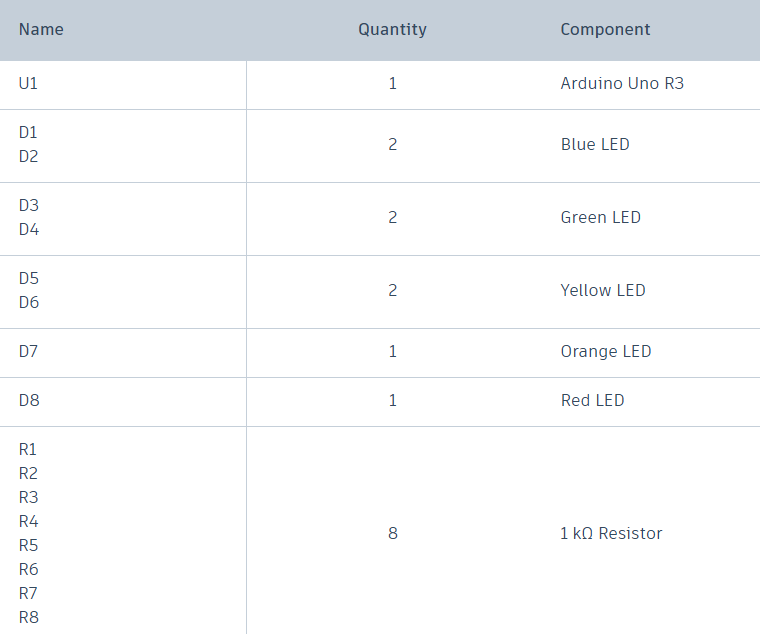 Name Quantity Component
U1 1 Arduino Uno R3
D1
D2
2 Blue LED
D3
D4
2 Green LED
D5
D6
2 Yellow LED
D7 1 Orange LED
D8 1 Red LED
R1
R2
R3
R4
R5
R6
R7
R8
8 1 kΩ Resistor